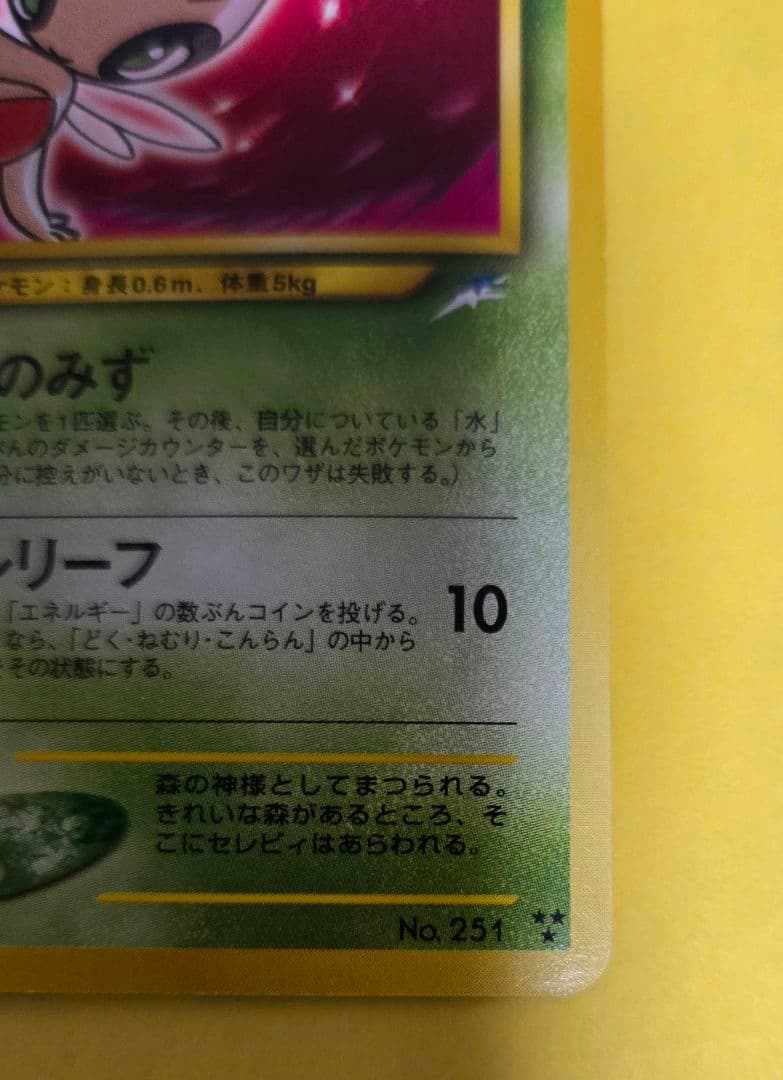 ケモン：身長0.6m、体重5kg
のみず
モンを1匹選ぶ。その後、自分についている「水」
ぶんのダメージカウンターを、選んだポケモンから
分に控えがいないとき、このワザは失敗する。）
ルリーフ
「エネルギー」の数ぶんコインを投げる。
なら、「どく・ねむり・こんらん」の中から
をその状態にする。
10
森の神様としてまつられる。
きれいな森があるところ、そ
こにセレビィはあらわれる。
No. 251 ★★★